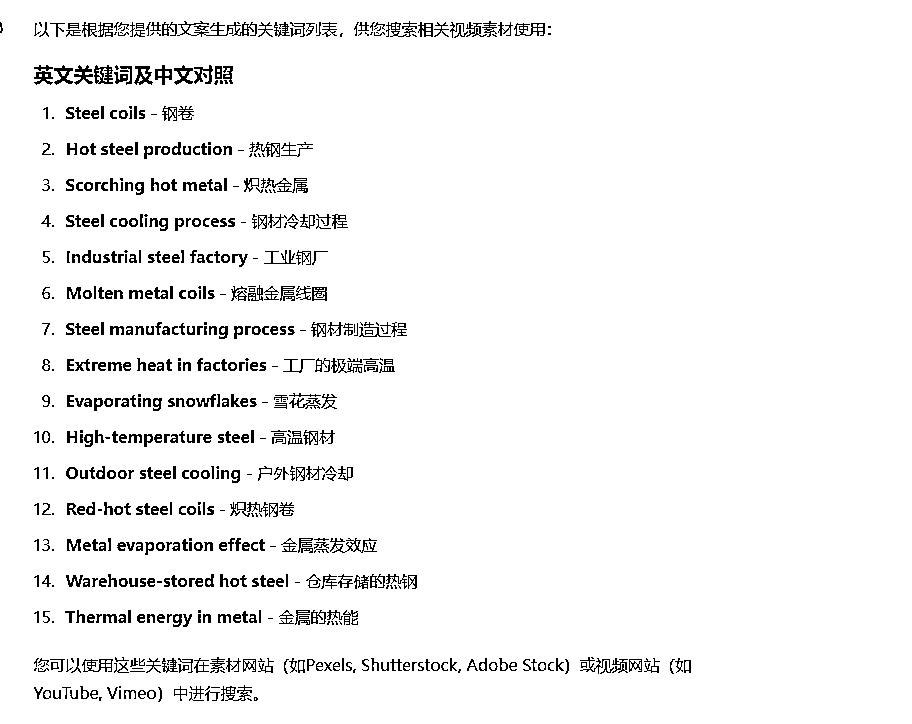 以下是根据您提供的文案生成的关键词列表，供您搜索相关视频素材使用：
英文关键词及中文对照
1. Steel coils - 钢卷
2. Hot steel production - 热钢生产
3. Scorching hot metal - 炽热金属
4. Steel cooling process - 钢材冷却过程
5. Industrial steel factory - 工业钢厂
6. Molten metal coils - 熔融金属线圈
7. Steel manufacturing process - 钢材制造过程
8. Extreme heat in factories - 工厂的极端高温
9. Evaporating snowflakes - 雪花蒸发
10. High-temperature steel - 高温钢材
11. Outdoor steel cooling - 户外钢材冷却
12. Red-hot steel coils - 炽热钢卷
13. Metal evaporation effect - 金属蒸发效应
14. Warehouse-stored hot steel - 仓库存储的热钢
15. Thermal energy in metal - 金属的热能
您可以使用这些关键词在素材网站（如Pexels, Shutterstock, Adobe Stock）或视频网站（如
YouTube, Vimeo）中进行搜索。